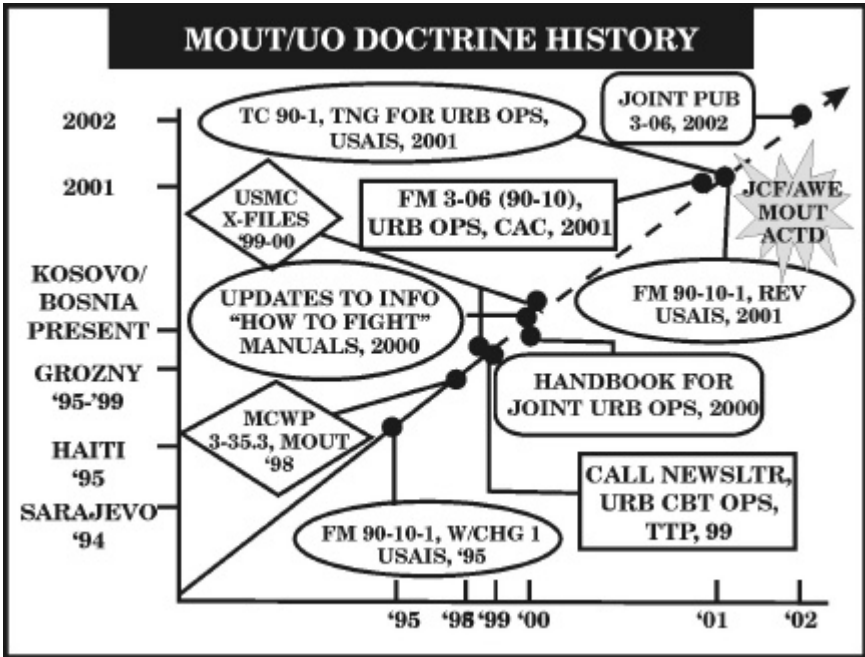 MOUT/UO DOCTRINE HISTORY
TC 90-1, TNG FOR URB OPS,
USAIS, 2001
JOINT PUB
3-06, 2002
2002
2001
KOSOVO/
BOSNIA
PRESENT
GROZNY
‘95-’99
HAITI
‘95
SARAJEVO
‘94
USMC
X-FILES
’99-00
FM 3-06 (90-10),
URB OPS, CAC, 2001
JCF/AWE
MOUT
ACTD
UPDATES TO INFO
“HOW TO FIGHT”
MANUALS, 2000
FM 90-10-1, REV
USAIS, 2001
HANDBOOK FOR
JOINT URB OPS, 2000
MCWP
3-35.3, MOUT
‘98
CALL NEWSLTR,
URB CBT OPS,
TTP, 99
FM 90-10-1, W/CHG 1
USAIS, ‘95
‘95 ‘98 ‘99 ‘00 ‘01 ‘02